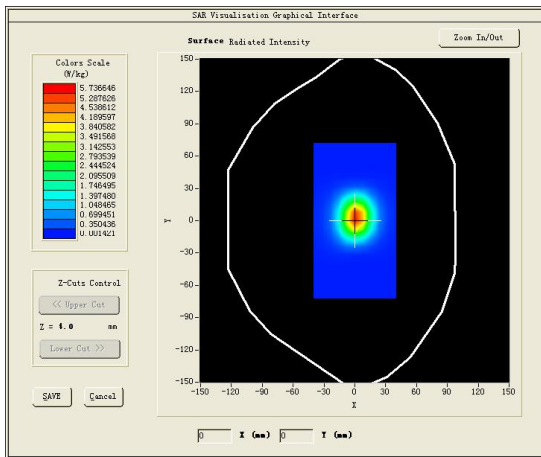 SAR Visualisation Graphical Interface
Surface Radiated Intensity
Zoom In/Out
Colors Scale
(W/kg)
5.736646
5.287626
4.538612
4.189597
3.840582
3.491568
3.142553
2.793539
2.444524
2.095509
1.746495
1.397480
1.048465
0.699451
0.350436
0.001421
Z-Cuts Control
<< Upper Cut
Z = 4.0 mm
Lower Cut >>
SAVE
Cancel
150
120
90
60
30
0
-30
-60
-90
-120
-150
Y
-150 -120 -90 -60 -30 0 30 60 90 120 150
X
0 X (mm) 0 Y (mm)